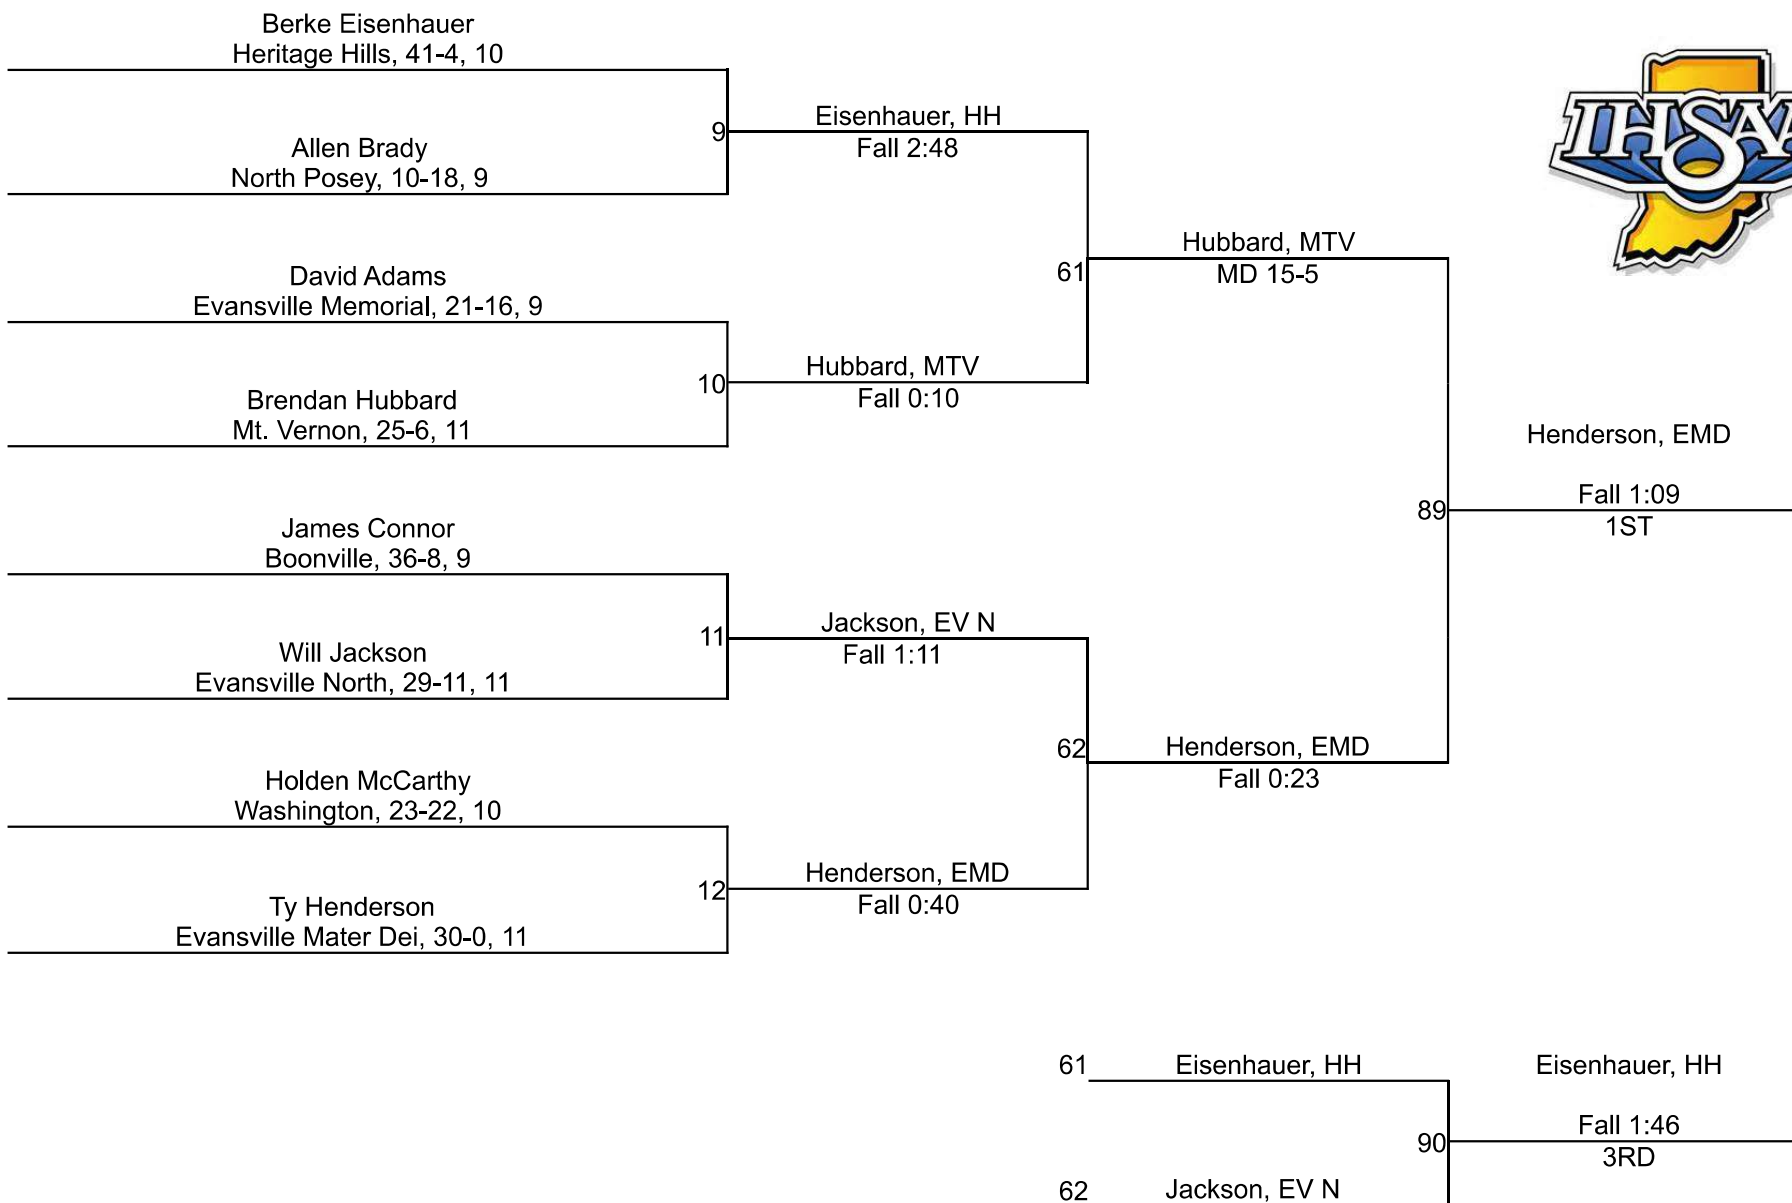 Berke Eisenhauer
Heritage Hills, 41-4, 10
9
Eisenhauer, HH
Fall 2:48
Allen Brady
North Posey, 10-18, 9
IHSAA
61
Hubbard, MTV
MD 15-5
David Adams
Evansville Memorial, 21-16, 9
10
Hubbard, MTV
Fall 0:10
Brendan Hubbard
Mt. Vernon, 25-6, 11
89
Henderson, EMD
Fall 1:09
1ST
James Connor
Boonville, 36-8, 9
11
Jackson, EV N
Fall 1:11
Will Jackson
Evansville North, 29-11, 11
62
Henderson, EMD
Fall 0:23
Holden McCarthy
Washington, 23-22, 10
12
Henderson, EMD
Fall 0:40
Ty Henderson
Evansville Mater Dei, 30-0, 11
61
Eisenhauer, HH
Eisenhauer, HH
90
Fall 1:46
3RD
62
Jackson, EV N